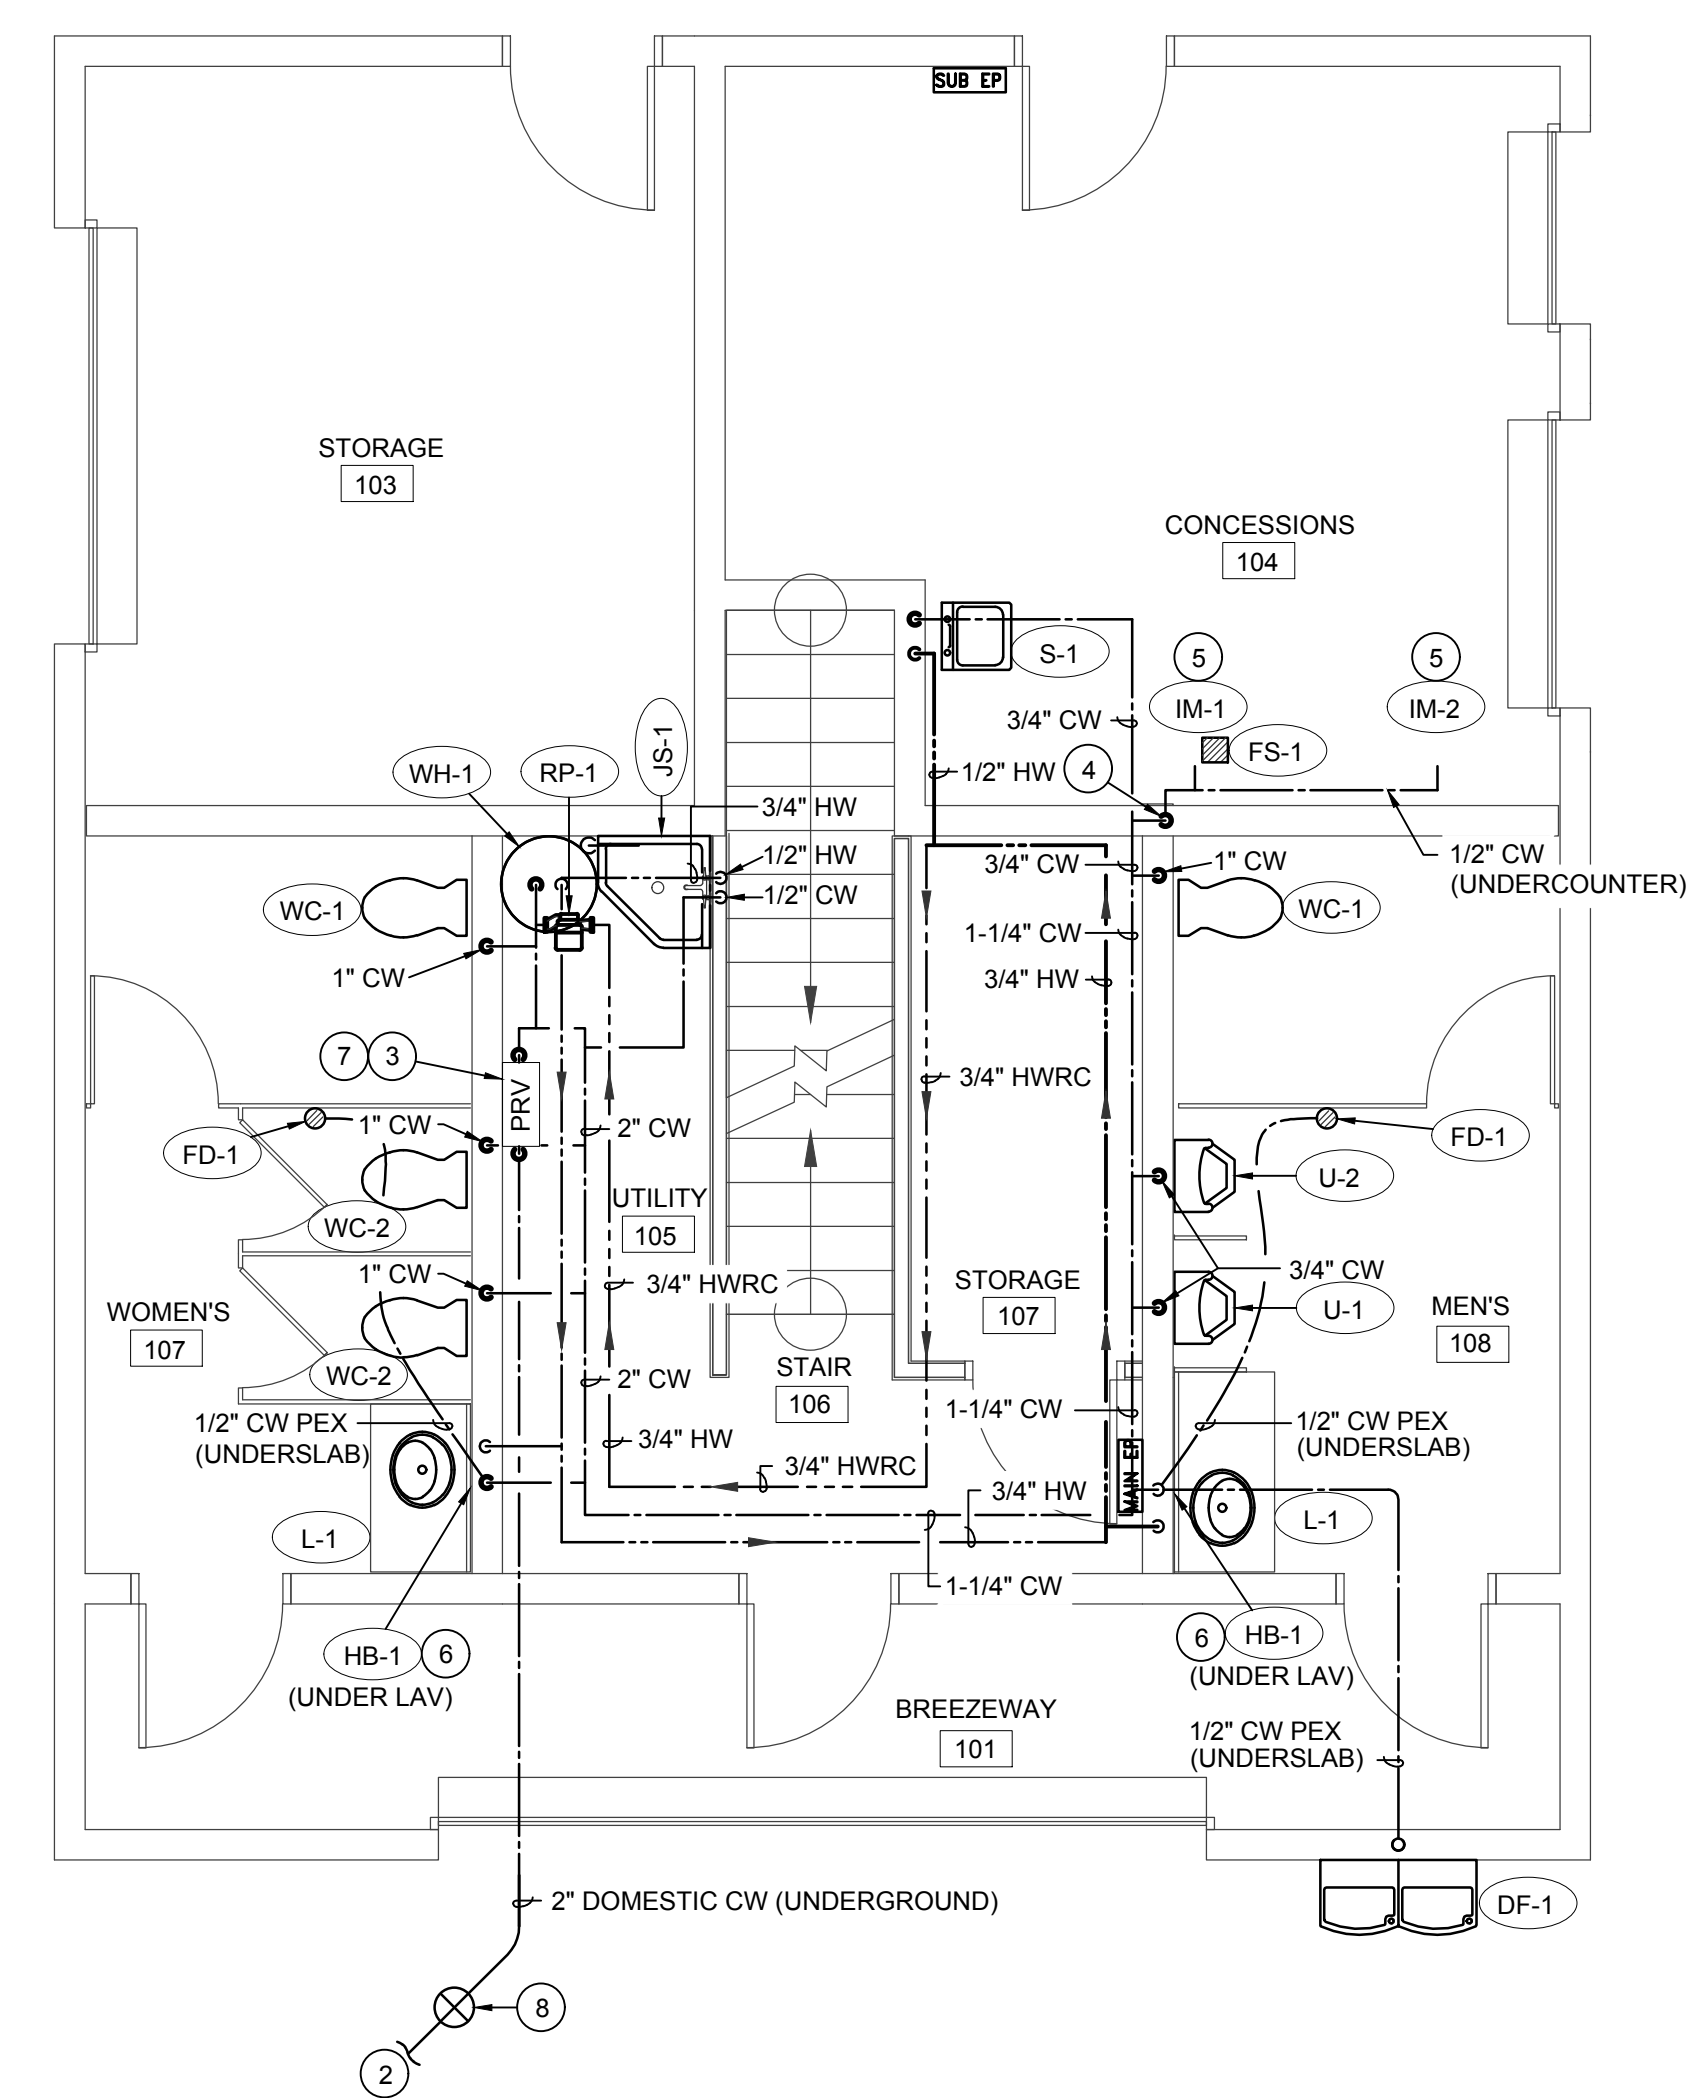 SUB EP
STORAGE
103
CONCESSIONS
104
S-1
5
5
IM-1
IM-2
3/4" CW
FS-1
JS-1
WH-1
RP-1
1/2" HW
4
3/4" HW
1/2" HW
3/4" CW
1" CW
1/2" CW
(UNDERCOUNTER)
1/2" CW
WC-1
WC-1
1-1/4" CW
1" CW
3/4" HW
7
3
3/4" HWRC
PRV
1" CW
2" CW
FD-1
FD-1
U-2
UTILITY
105
WC-2
1" CW
3/4" HWRC
STORAGE
107
3/4" CW
WOMEN'S
107
U-1
MEN'S
108
STAIR
106
WC-2
2" CW
1-1/4" CW
1/2" CW PEX
(UNDERSLAB)
1/2" CW PEX
(UNDERSLAB)
3/4" HW
3/4" HWRC
MAIN EP
3/4" HW
L-1
L-1
1-1/4" CW
HB-1
6
(UNDER LAV)
6
HB-1
(UNDER LAV)
BREEZEWAY
101
1/2" CW PEX
(UNDERSLAB)
2" DOMESTIC CW (UNDERGROUND)
DF-1
8
2